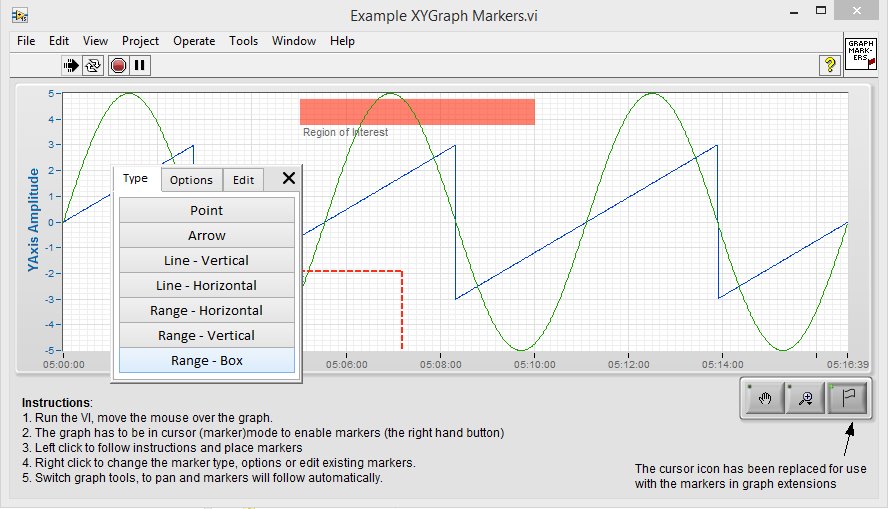 Example XYGraph Markers.vi
File Edit View Project Operate Tools Window Help
GRAPH
MARK-
ERS
?
5
4
3
2
1
0
-1
-2
-3
-4
-5
YAxis Amplitude
Region of Interest
Type Options Edit
Point
Arrow
Line - Vertical
Line - Horizontal
Range - Horizontal
Range - Vertical
Range - Box
05:00:00 05:06:00 05:08:00 05:10:00 05:12:00 05:14:00 05:16:39
Instructions:
1. Run the VI, move the mouse over the graph.
2. The graph has to be in cursor (marker)mode to enable markers (the right hand button)
3. Left click to follow instructions and place markers
4. Right click to change the marker type, options or edit existing markers.
5. Switch graph tools, to pan and markers will follow automatically.
The cursor icon has been replaced for use
with the markers in graph extensions